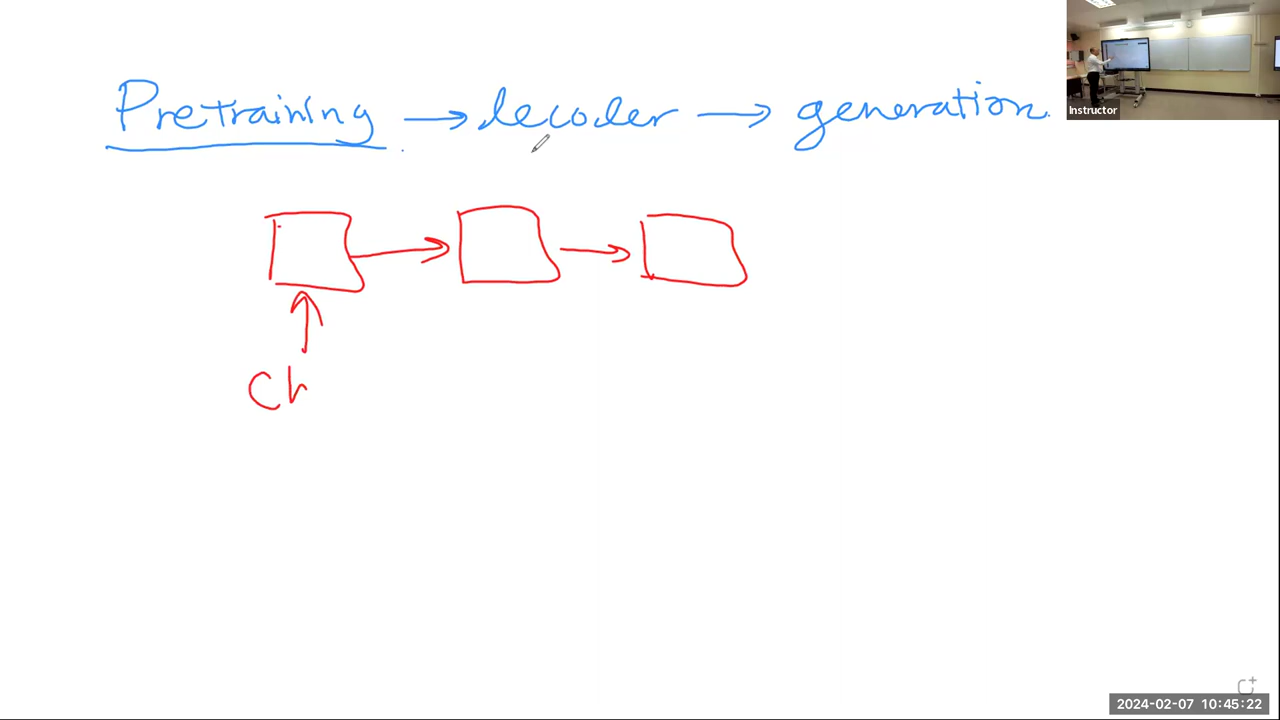 Pretraining → decoder → generation.
Instructor
Ch
2024-02-07 10:45:22